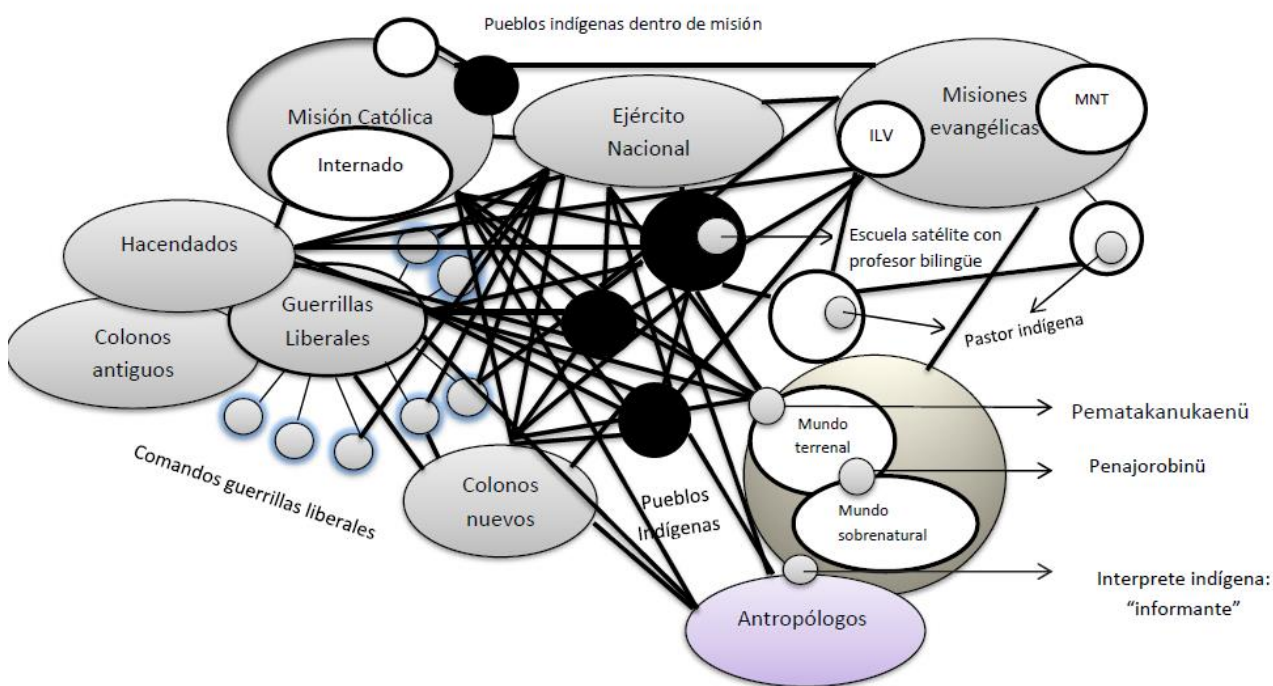 Pueblos indígenas dentro de misión
Misión Católica
Internado
Ejército
Nacional
Misiones
evangélicas
MNT
ILV
Hacendados
Guerrillas
Liberales
Colonos
antiguos
Escuela satélite con
profesor bilingüe
Pastor indígena
Comandos guerrillas liberales
Colonos
nuevos
Pueblos
Indígenas
Mundo
terrenal
Mundo
sobrenatural
Pematakanukaenü
Penajorobinü
Interprete indígena:
“informante”
Antropólogos